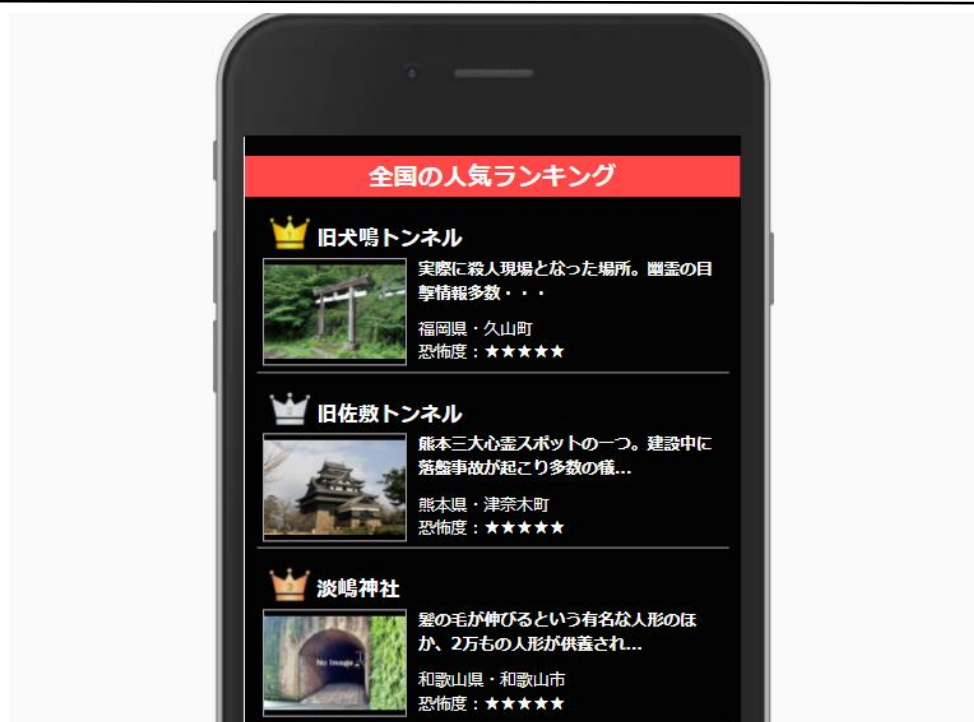 全国の人気ランキング
1
旧犬鳴トンネル
実際に殺人現場となった場所。幽霊の目
撃情報多数・・・
福岡県・久山町
恐怖度：★★★★★
2
旧佐敷トンネル
熊本三大心霊スポットの一つ。建設中に
落盤事故が起こり多数の犠...
熊本県・津奈木町
恐怖度：★★★★★
3
淡嶋神社
髪の毛が伸びるという有名な人形のほ
か、2万もの人形が供養され...
No Image
和歌山県・和歌山市
恐怖度：★★★★★